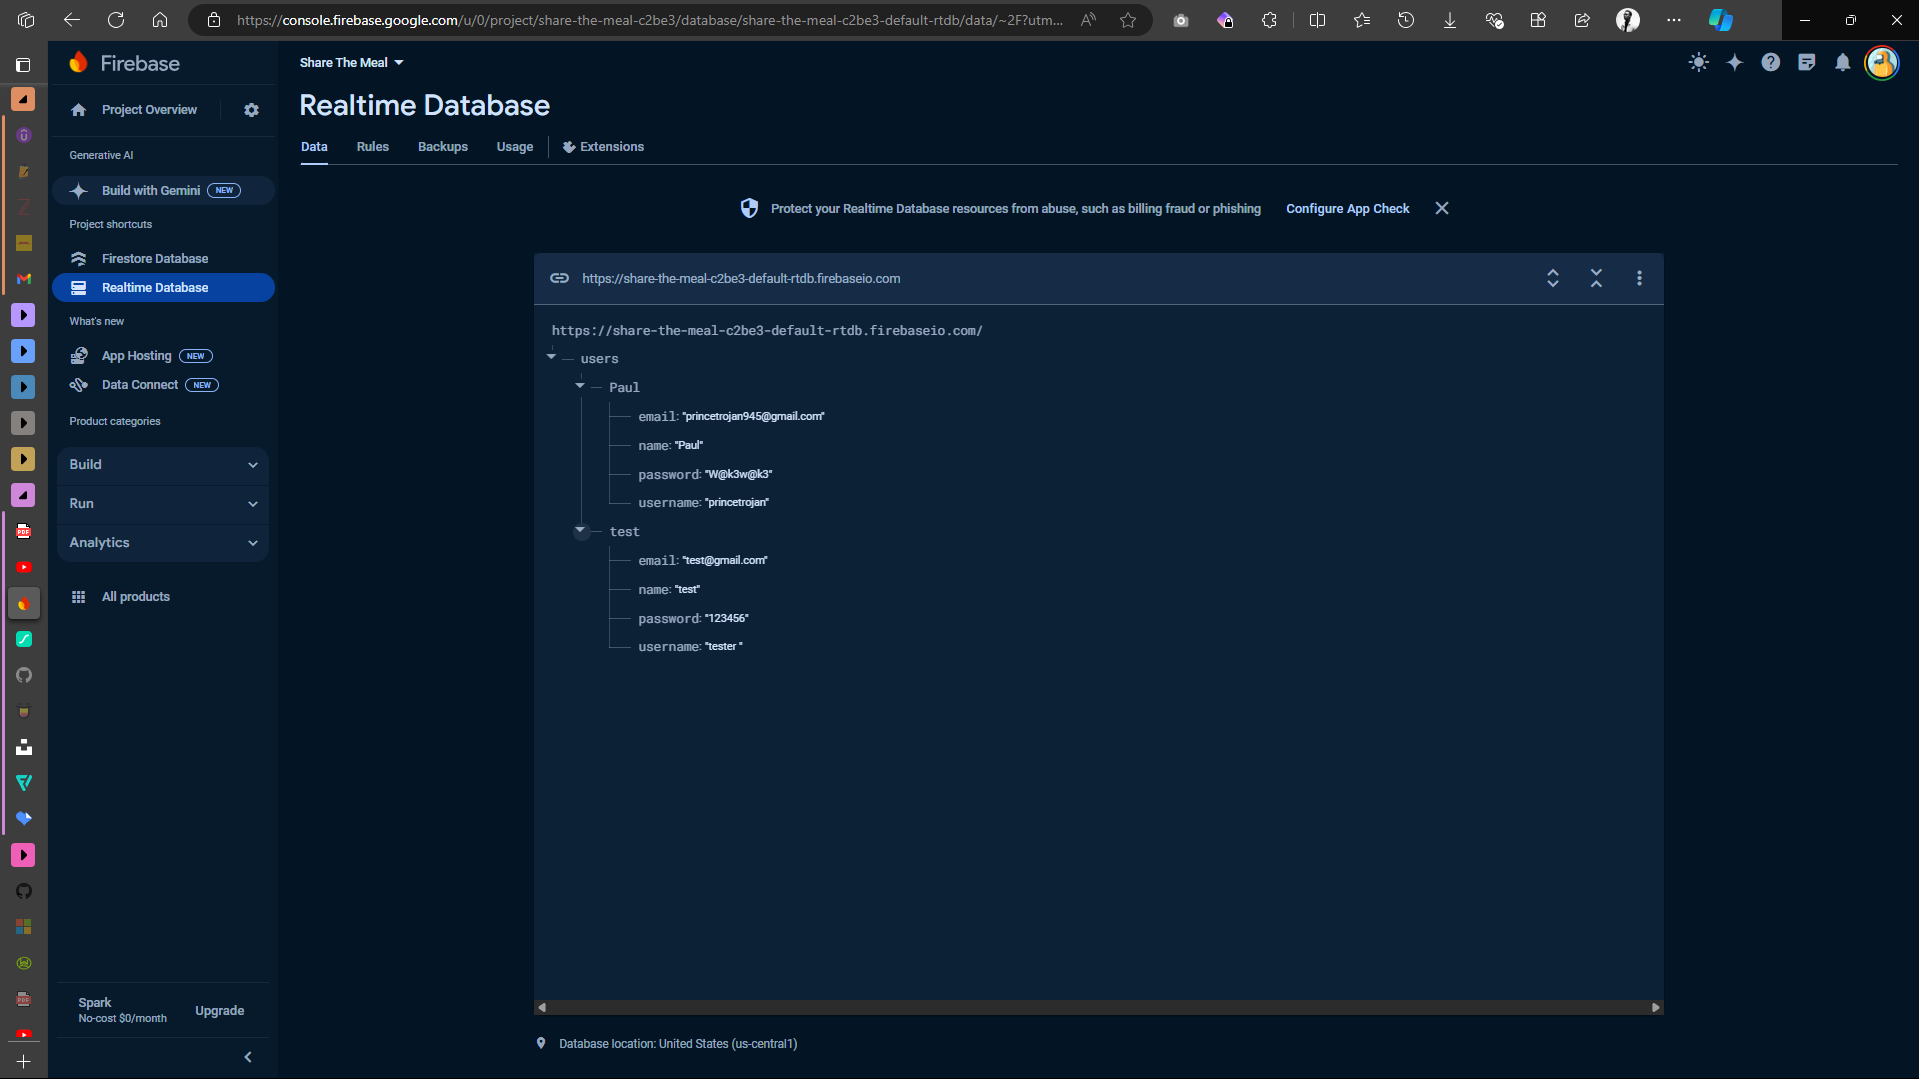 https://console.firebase.google.com/u/0/project/share-the-meal-c2be3/database/share-the-meal-c2be3-default-rtdb/data/~2F?utm...
Firebase
Share The Meal
Project Overview
Realtime Database
Data Rules Backups Usage Extensions
Generative AI
Build with Gemini NEW
Project shortcuts
Firestore Database
Realtime Database
What's new
App Hosting NEW
Data Connect NEW
Product categories
Build
Run
Analytics
All products
Spark
No-cost $0/month
Upgrade
Protect your Realtime Database resources from abuse, such as billing fraud or phishing Configure App Check
https://share-the-meal-c2be3-default-rtdb.firebaseio.com
https://share-the-meal-c2be3-default-rtdb.firebaseio.com/
users
Paul
email: "princetrojan945@gmail.com"
name: "Paul"
password: "W@k3w@k3"
username: "princetrojan"
test
email: "test@gmail.com"
name: "test"
password: "123456"
username: "tester "
Database location: United States (us-central1)